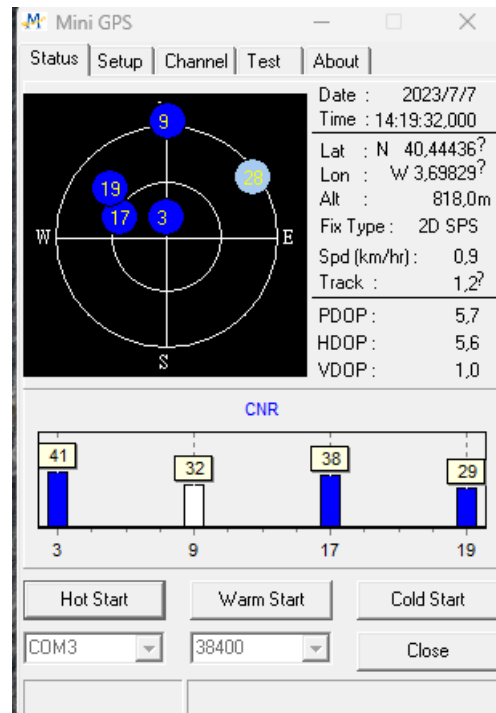 Mini GPS
Status Setup Channel Test About
Date : 2023/7/7
Time : 14:19:32,000
Lat : N 40,44436?
Lon : W 3,69829?
Alt : 818,0m
Fix Type : 2D SPS
Spd (km/hr) : 0,9
Track : 1,2?
PDOP : 5,7
HDOP : 5,6
VDOP : 1,0
9
28
19
17 3
W E
S
CNR
41 32 38 29
3 9 17 19
Hot Start Warm Start Cold Start
COM3 38400 Close